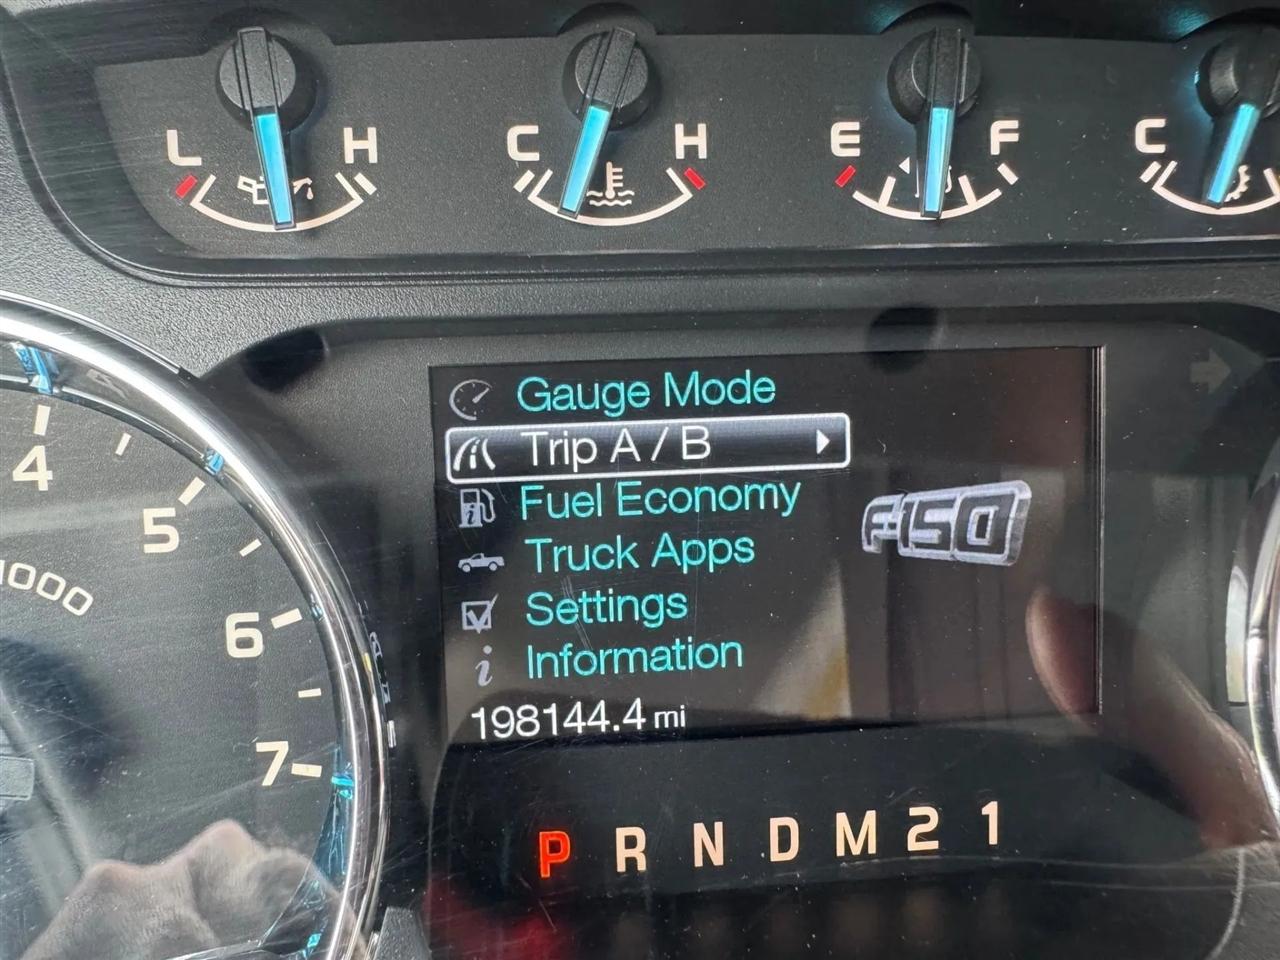 L H
C H
E F
C
Gauge Mode
Trip A / B
Fuel Economy
Truck Apps
Settings
Information
F-150
198144.4 mi
P R N D M 2 1
4
5
6
7